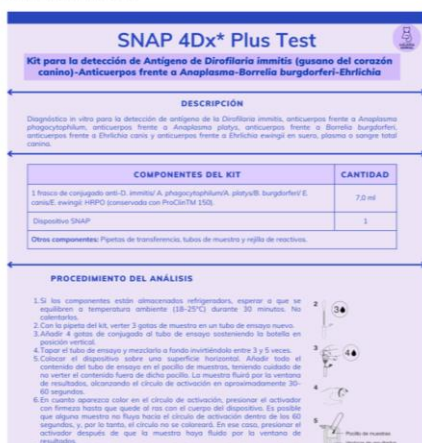 SNAP 4Dx* Plus Test
Kit para la detección de Antígeno de Dirofilaria immitis (gusano del corazón
canino)-Anticuerpos frente a Anaplasma-Borrelia burgdorferi-Ehrlichia
DESCRIPCIÓN
Diagnóstico in vitro para la detección de antígeno de la Dirofilaria immitis, anticuerpos frente a Anaplasma
phagocytophilum, anticuerpos frente a Anaplasma platys, anticuerpos frente a Borrelia burgdorferi,
anticuerpos frente a Ehrlichia canis y anticuerpos frente a Ehrlichia ewingii en suero, plasma o sangre total
canina.
COMPONENTES DEL KIT CANTIDAD
1 frasco de conjugado anti-D. immitis/ A. phagocytophilum/A. platys/B. burgdorferi/ E.
canis/E. ewingii: HRPO (conservada con ProClinTM 150). 7,0 ml
Dispositivo SNAP 1
Otros componentes: Pipetas de transferencia, tubos de muestra y rejilla de reactivos.
PROCEDIMIENTO DEL ANÁLISIS
1. Si los componentes están almacenados refrigerados, esperar a que se
equilibren a temperatura ambiente (18-25°C) durante 30 minutos. No
calentarlos.
2. Con la pipeta del kit, verter 3 gotas de muestra en un tubo de ensayo nuevo.
3. Añadir 4 gotas de conjugado al tubo de ensayo sosteniendo la botella en
posición vertical.
4. Tapar el tubo de ensayo y mezclarlo a fondo invirtiéndolo entre 3 y 5 veces.
5. Colocar el dispositivo sobre una superficie horizontal. Añadir todo el
contenido del tubo de ensayo en el pocillo de muestras, teniendo cuidado de
no verter el contenido fuera de dicho pocillo. La muestra fluirá por la ventana
de resultados, alcanzando el círculo de activación en aproximadamente 30-
60 segundos.
6. En cuanto aparezca color en el círculo de activación, presionar el activador
con firmeza hasta que quede al ras con el cuerpo del dispositivo. Es posible
que alguna muestra no fluya hacia el círculo de activación dentro de los 60
segundos, y, por lo tanto, el círculo no se coloreará. En ese caso, presionar el
activador después de que la muestra haya fluido por la ventana de
resultados.
2
3
3
4
4
5
Pocillo de muestras